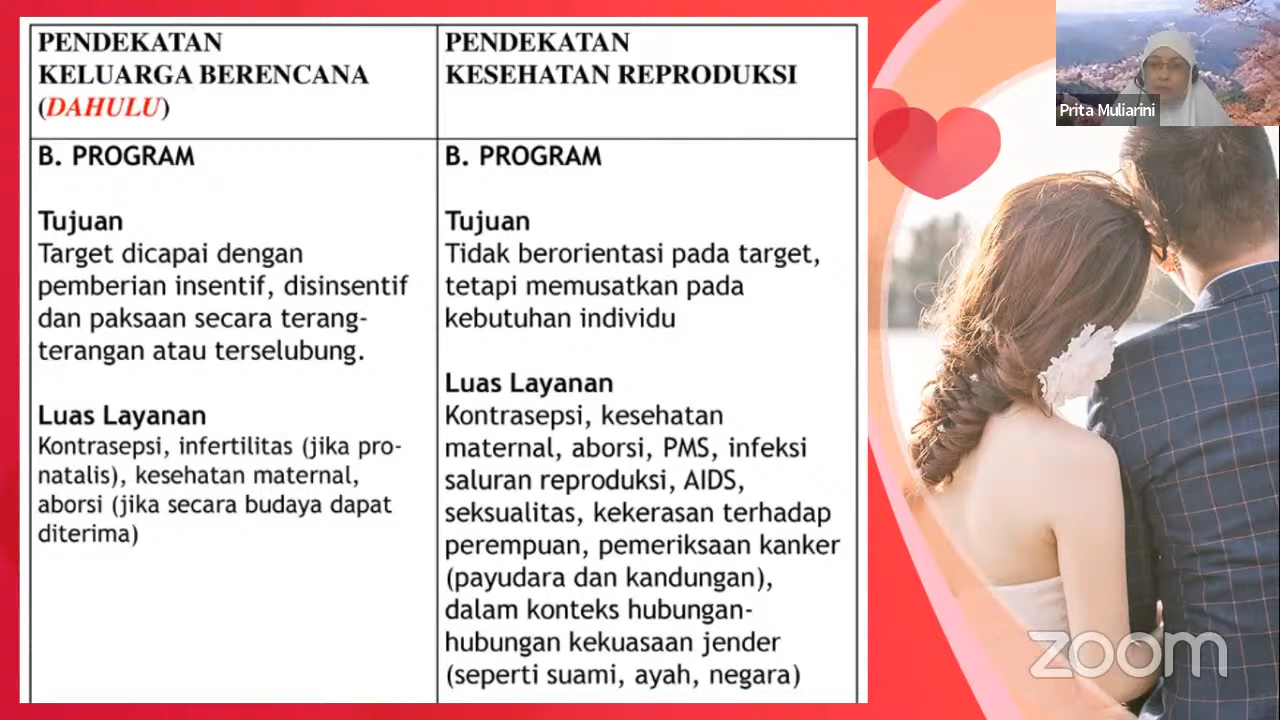 PENDEKATAN
KELUARGA BERENCANA
(DAHULU)
PENDEKATAN
KESEHATAN REPRODUKSI
B. PROGRAM
Tujuan
Target dicapai dengan
pemberian insentif, disinsentif
dan paksaan secara terang-
terangan atau terselubung.
Luas Layanan
Kontrasepsi, infertilitas (jika pro-
natalis), kesehatan maternal,
aborsi (jika secara budaya dapat
diterima)
B. PROGRAM
Tujuan
Tidak berorientasi pada target,
tetapi memusatkan pada
kebutuhan individu
Luas Layanan
Kontrasepsi, kesehatan
maternal, aborsi, PMS, infeksi
saluran reproduksi, AIDS,
seksualitas, kekerasan terhadap
perempuan, pemeriksaan kanker
(payudara dan kandungan),
dalam konteks hubungan-
hubungan kekuasaan jender
(seperti suami, ayah, negara)
Prita Muliarini
zoom